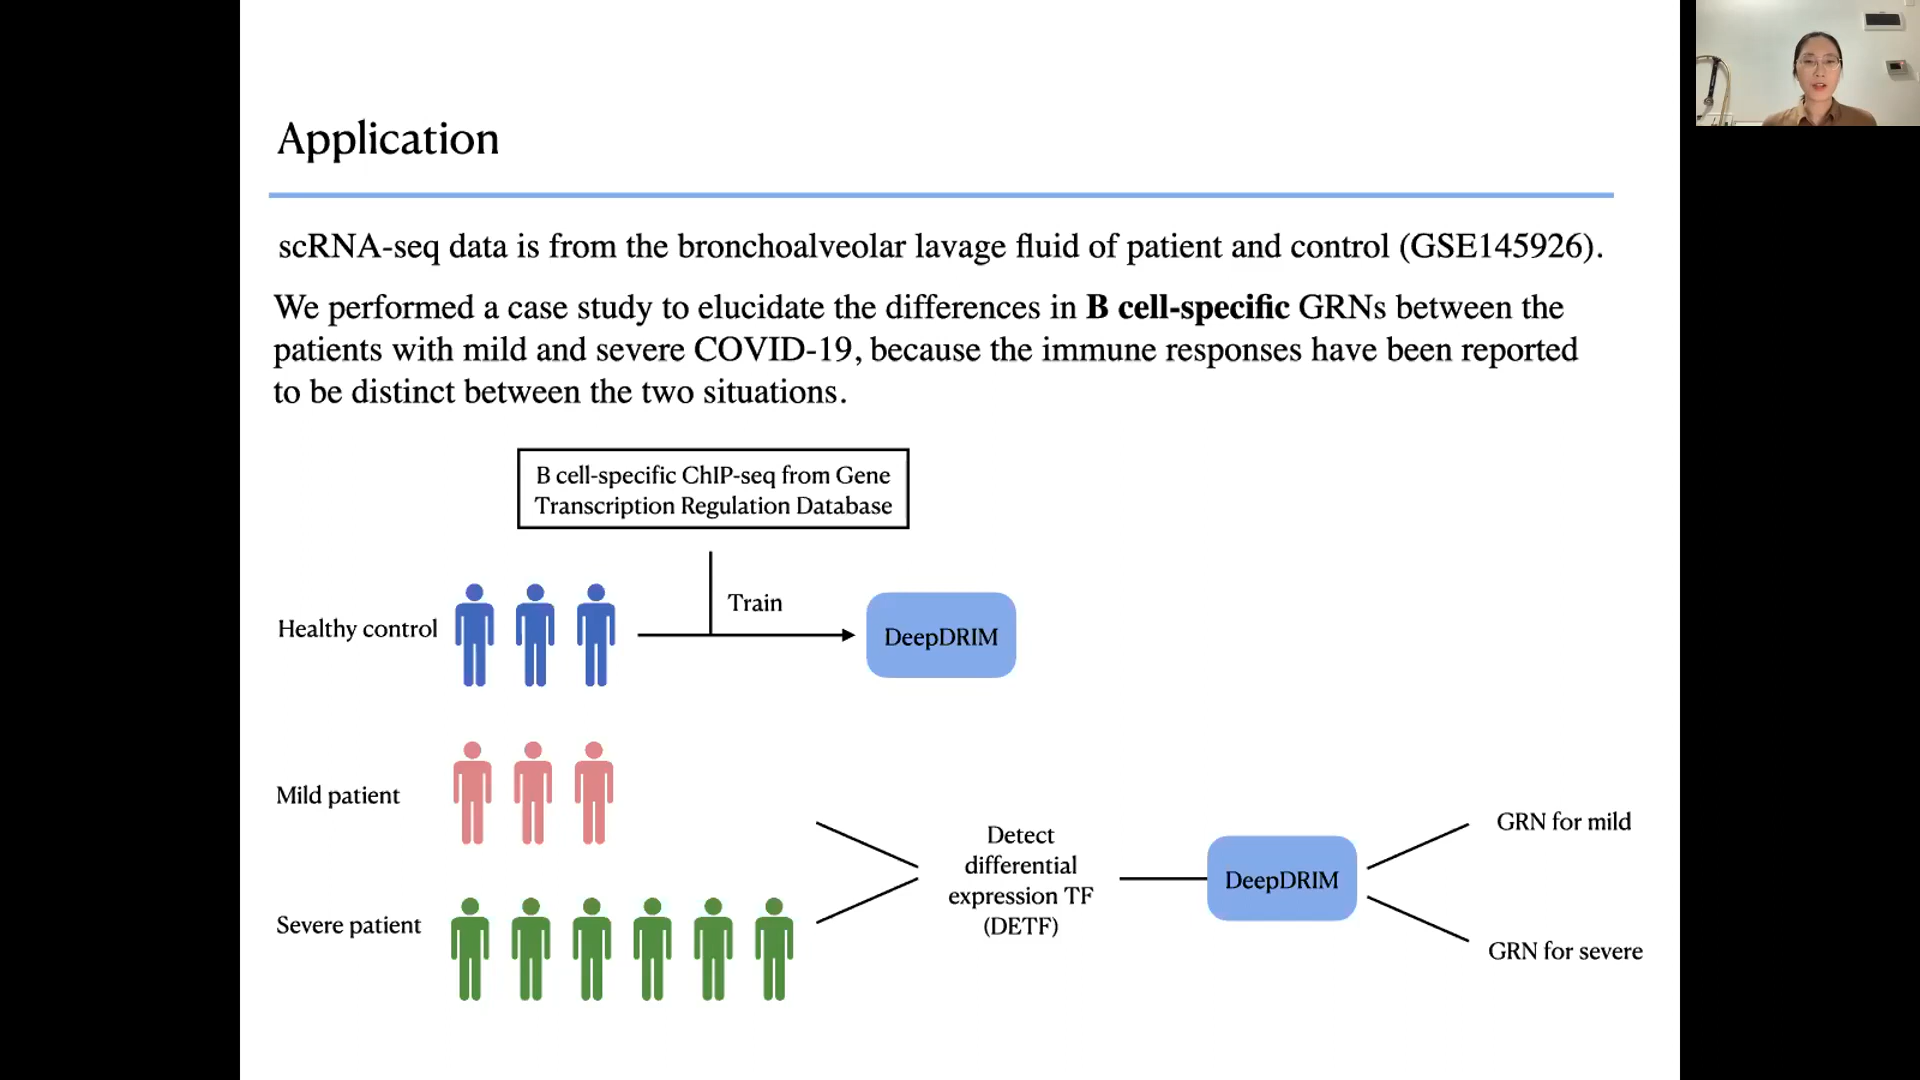 Application
scRNA-seq data is from the bronchoalveolar lavage fluid of patient and control (GSE145926).
We performed a case study to elucidate the differences in B cell-specific GRNs between the
patients with mild and severe COVID-19, because the immune responses have been reported
to be distinct between the two situations.
B cell-specific ChIP-seq from Gene
Transcription Regulation Database
Train
Healthy control
DeepDRIM
Mild patient
Severe patient
Detect
differential
expression TF
(DETF)
DeepDRIM
GRN for mild
GRN for severe